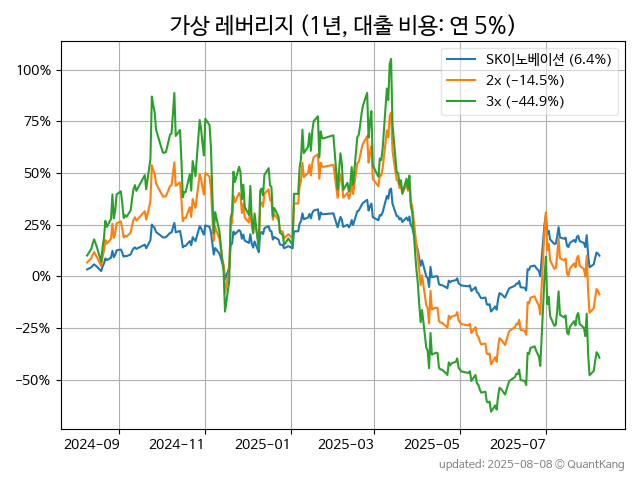 가상 레버리지 (1년, 대출 비용: 연 5%)
SK이노베이션 (6.4%)
2x (−14.5%)
3x (−44.9%)
100%
75%
50%
25%
0%
−25%
−50%
2024-09
2024-11
2025-01
2025-03
2025-05
2025-07
updated: 2025-08-08 © QuantKang